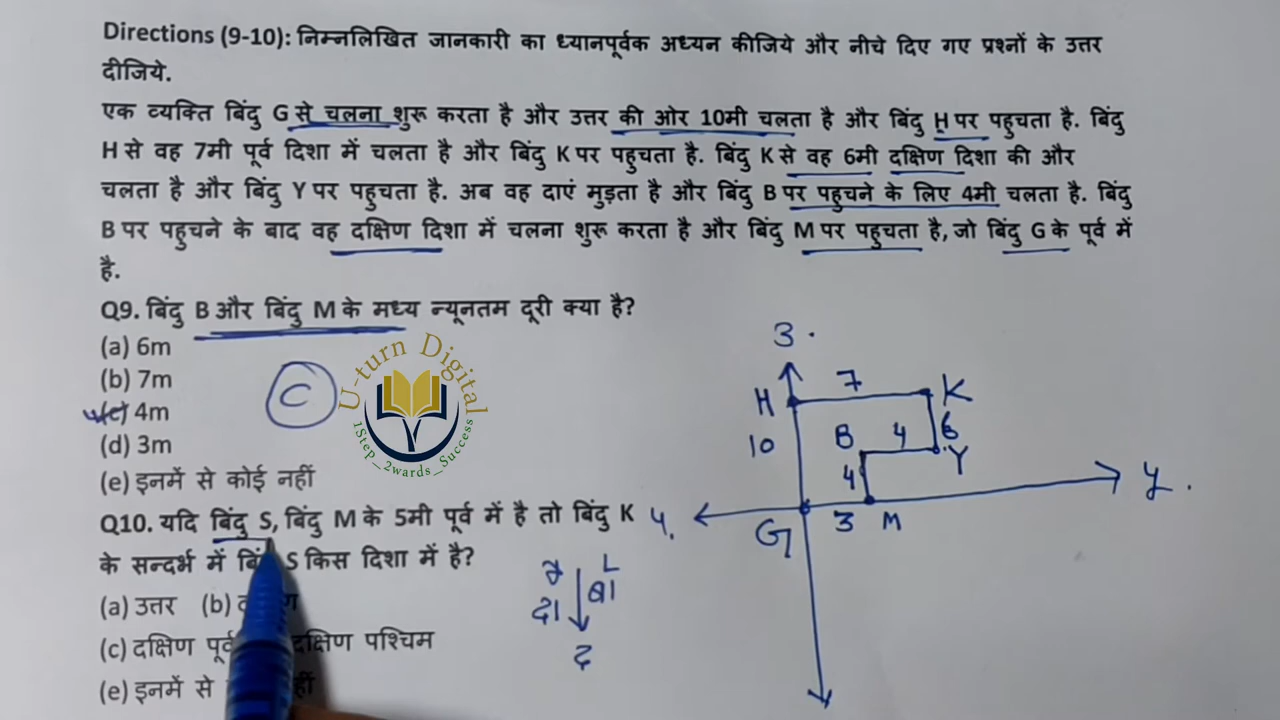 Directions (9-10): निम्नलिखित जानकारी का ध्यानपूर्वक अध्यन कीजिये और नीचे दिए गए प्रश्नों के उत्तर
दीजिये.
एक व्यक्ति बिंदु G से चलना शुरू करता है और उत्तर की ओर 10मी चलता है और बिंदु H पर पहुचता है. बिंदु
H से वह 7मी पूर्व दिशा में चलता है और बिंदु K पर पहुचता है. बिंदु K से वह 6मी दक्षिण दिशा की और
चलता है और बिंदु Y पर पहुचता है. अब वह दाएं मुड़ता है और बिंदु B पर पहुचने के लिए 4मी चलता है. बिंदु
B पर पहुचने के बाद वह दक्षिण दिशा में चलना शुरू करता है और बिंदु M पर पहुचता है, जो बिंदु G के पूर्व में
है.
Q9. बिंदु B और बिंदु M के मध्य न्यूनतम दूरी क्या है?
(a) 6m
(b) 7m
(c) 4m
(d) 3m
(e) इनमें से कोई नहीं
C
U-turn Digital
1Step_2wards_Success
Q10. यदि बिंदु S, बिंदु M के 5मी पूर्व में है तो बिंदु K
के सन्दर्भ में S किस दिशा में है?
(a) उत्तर (b)
(c) दक्षिण पूर्व दक्षिण पश्चिम
(e) इनमें से
उ.
H 7 K
10 B 4 6
4 Y
प. G 3 M पू.
R L
दा बा
द